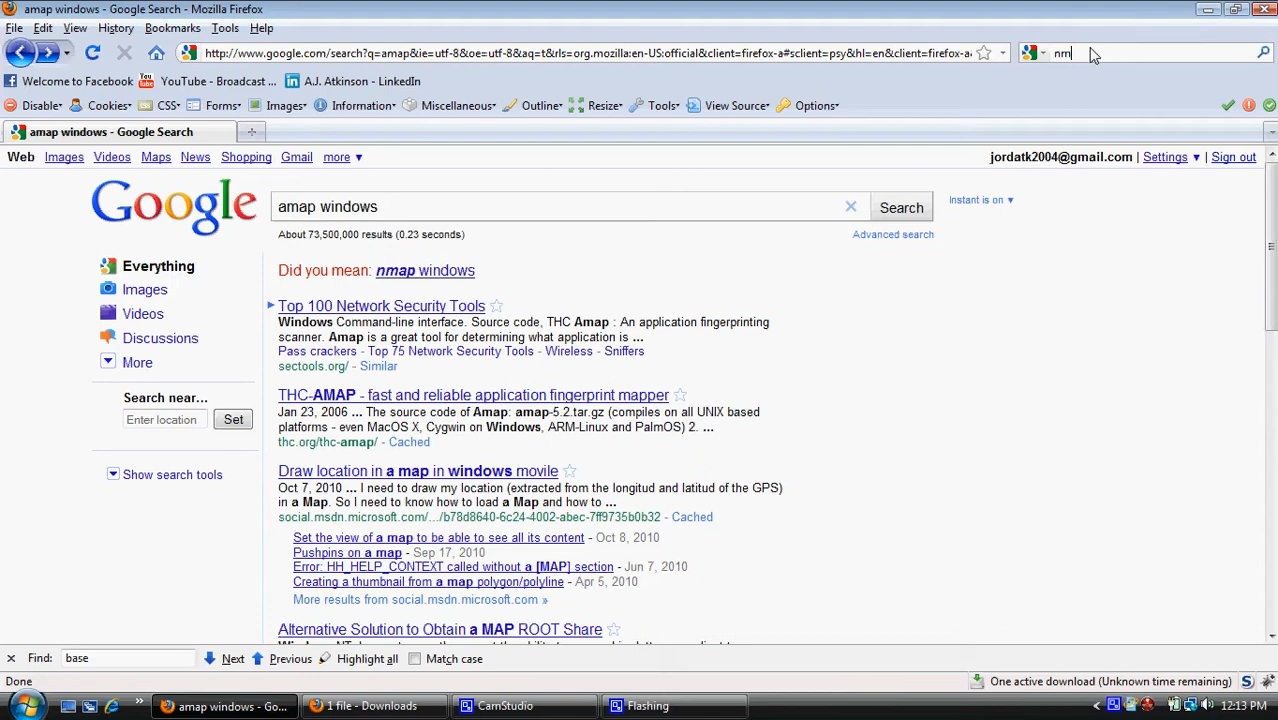 amap windows - Google Search - Mozilla Firefox
File Edit View History Bookmarks Tools Help
http://www.google.com/search?q=amap&ie=utf-8&oe=utf-8&aq=t&rls=org.mozilla:en-US:official&client=firefox-a#sclient=psy&hl=en&client=firefox-a& nm
Welcome to Facebook YouTube - Broadcast ... A.J. Atkinson - LinkedIn
Disable Cookies CSS Forms Images Information Miscellaneous Outline Resize Tools View Source Options
amap windows - Google Search
Web Images Videos Maps News Shopping Gmail more jordatk2004@gmail.com | Settings | Sign out
Google amap windows Search Instant is on
About 73,500,000 results (0.23 seconds) Advanced search
Everything
Images
Videos
Discussions
More
Search near...
Enter location Set
Show search tools
Did you mean: nmap windows
Top 100 Network Security Tools
Windows Command-line interface. Source code, THC Amap : An application fingerprinting
scanner. Amap is a great tool for determining what application is ...
Pass crackers - Top 75 Network Security Tools - Wireless - Sniffers
sectools.org/ - Similar
THC-AMAP - fast and reliable application fingerprint mapper
Jan 23, 2006 ... The source code of Amap: amap-5.2.tar.gz (compiles on all UNIX based
platforms - even MacOS X, Cygwin on Windows, ARM-Linux and PalmOS) 2. ...
thc.org/thc-amap/ - Cached
Draw location in a map in windows movile
Oct 7, 2010 ... I need to draw my location (extracted from the longitud and latitud of the GPS)
in a Map. So I need to know how to load a Map and how to ...
social.msdn.microsoft.com/.../b78d8640-6c24-4002-abec-7ff9735b0b32 - Cached
Set the view of a map to be able to see all its content - Oct 8, 2010
Pushpins on a map - Sep 17, 2010
Error: HH_HELP_CONTEXT called without a [MAP] section - Jun 7, 2010
Creating a thumbnail from a map polygon/polyline - Apr 5, 2010
More results from social.msdn.microsoft.com »
Alternative Solution to Obtain a MAP ROOT Share
Find: base Next Previous Highlight all Match case
Done One active download (Unknown time remaining)
amap windows - Go... 1 file - Downloads CamStudio Flashing 12:13 PM